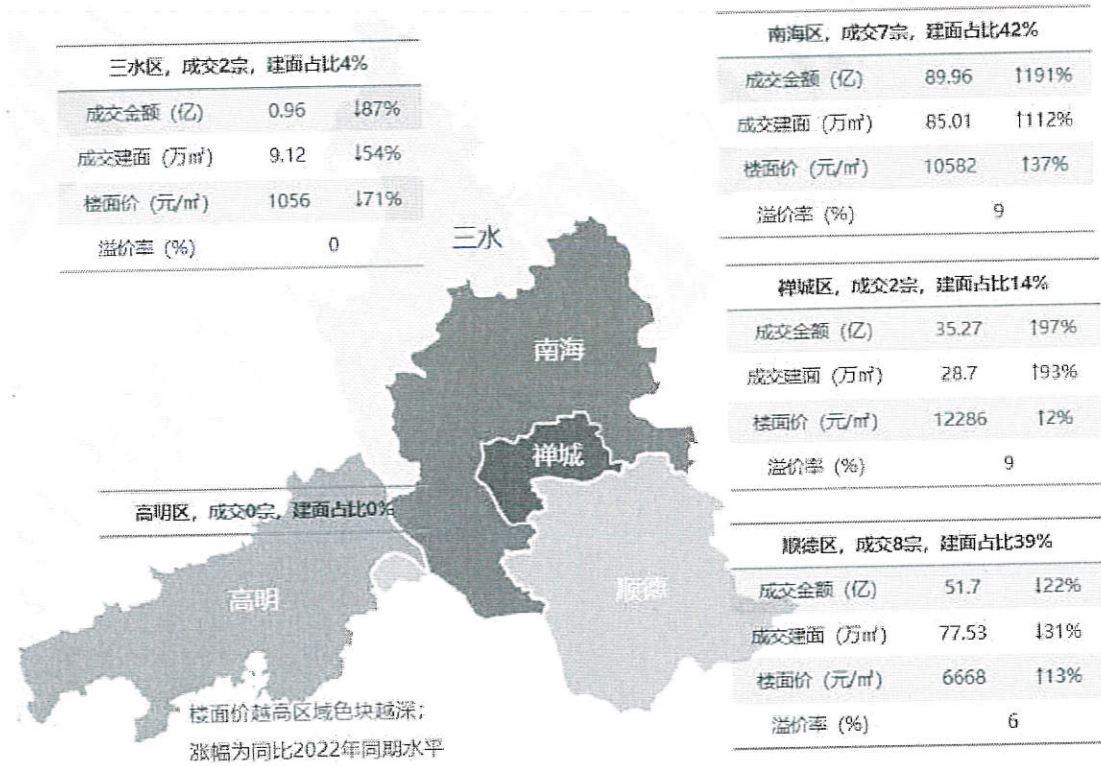 三水区，成交2宗，建面占比4%
成交金额（亿） 0.96 ↓87%
成交建面（万㎡） 9.12 ↓54%
楼面价（元/㎡） 1056 ↓71%
溢价率（%） 0
南海区，成交7宗，建面占比42%
成交金额（亿） 89.96 ↑191%
成交建面（万㎡） 85.01 ↑112%
楼面价（元/㎡） 10582 ↑37%
溢价率（%） 9
三水
南海
禅城
禅城区，成交2宗，建面占比14%
成交金额（亿） 35.27 ↑97%
成交建面（万㎡） 28.7 ↑93%
楼面价（元/㎡） 12286 ↑2%
溢价率（%） 9
高明区，成交0宗，建面占比0%
高明
顺德
顺德区，成交8宗，建面占比39%
成交金额（亿） 51.7 ↓22%
成交建面（万㎡） 77.53 ↓31%
楼面价（元/㎡） 6668 ↑13%
溢价率（%） 6
楼面价越高区域色块越深；
涨幅为同比2022年同期水平